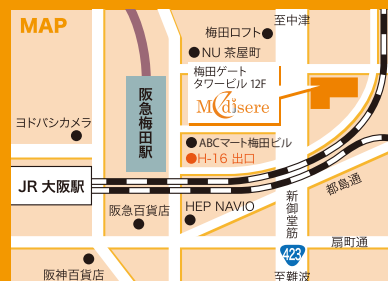 MAP
梅田ロフト
至中津
NU 茶屋町
梅田ゲート
タワービル 12F
Medisere
阪急梅田駅
ヨドバシカメラ
ABCマート梅田ビル
H-16 出口
JR 大阪駅
都島通
阪急百貨店
HEP NAVIO
新御堂筋
扇町通
423
阪神百貨店
至難波